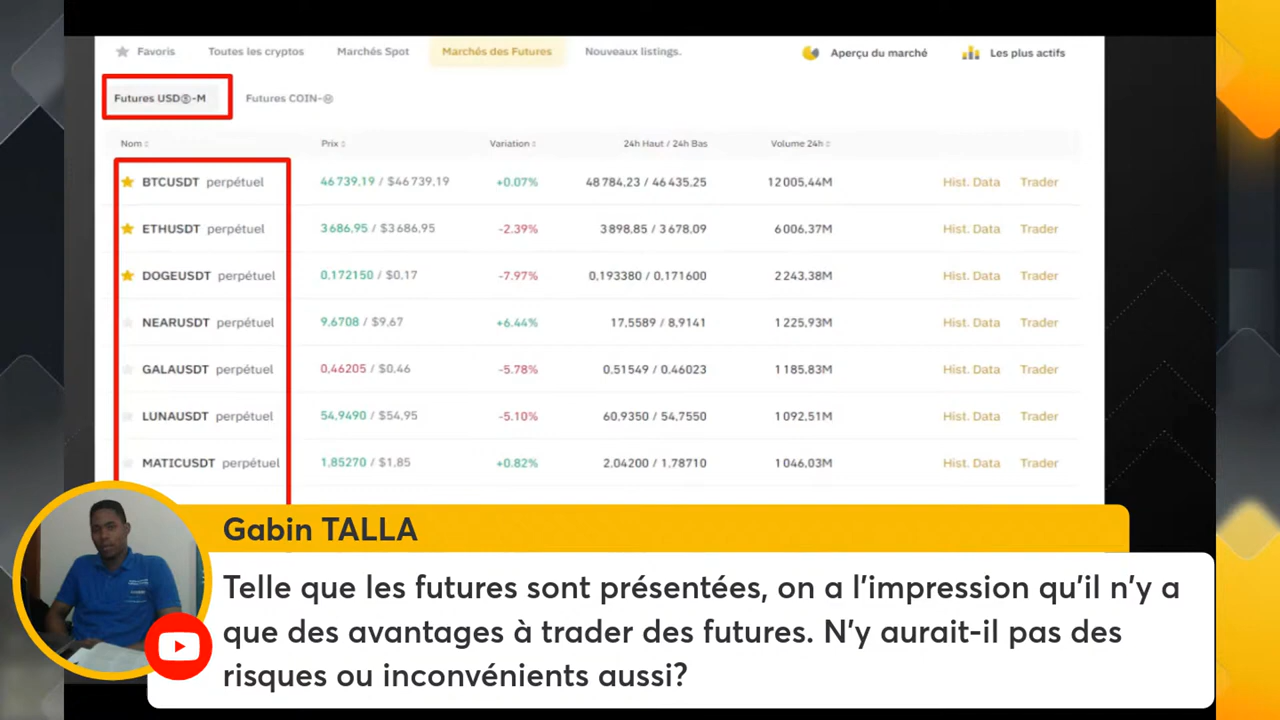 Favoris Toutes les cryptos Marchés Spot Marchés des Futures Nouveaux listings. Aperçu du marché Les plus actifs
Futures USDⓈ-M Futures COIN-Ⓜ
Nom Prix Variation 24h Haut / 24h Bas Volume 24h
BTCUSDT perpétuel 46 739,19 / $46 739,19 +0.07% 48 784,23 / 46 435.25 12 005,44M Hist. Data Trader
ETHUSDT perpétuel 3 686,95 / $3 686,95 -2.39% 3 898,85 / 3 678.09 6 006,37M Hist. Data Trader
DOGEUSDT perpétuel 0,172150 / $0,17 -7.97% 0,193380 / 0.171600 2 243,38M Hist. Data Trader
NEARUSDT perpétuel 9,6708 / $9,67 +6.44% 17,5589 / 8.9141 1 225,93M Hist. Data Trader
GALAUSDT perpétuel 0,46205 / $0,46 -5.78% 0,51549 / 0.46023 1 185,83M Hist. Data Trader
LUNAUSDT perpétuel 54,9490 / $54,95 -5.10% 60,9350 / 54.7550 1 092,51M Hist. Data Trader
MATICUSDT perpétuel 1,85270 / $1,85 +0.82% 2,04200 / 1.78710 1 046,03M Hist. Data Trader
Gabin TALLA
Telle que les futures sont présentées, on a l'impression qu'il n'y a
que des avantages à trader des futures. N'y aurait-il pas des
risques ou inconvénients aussi?